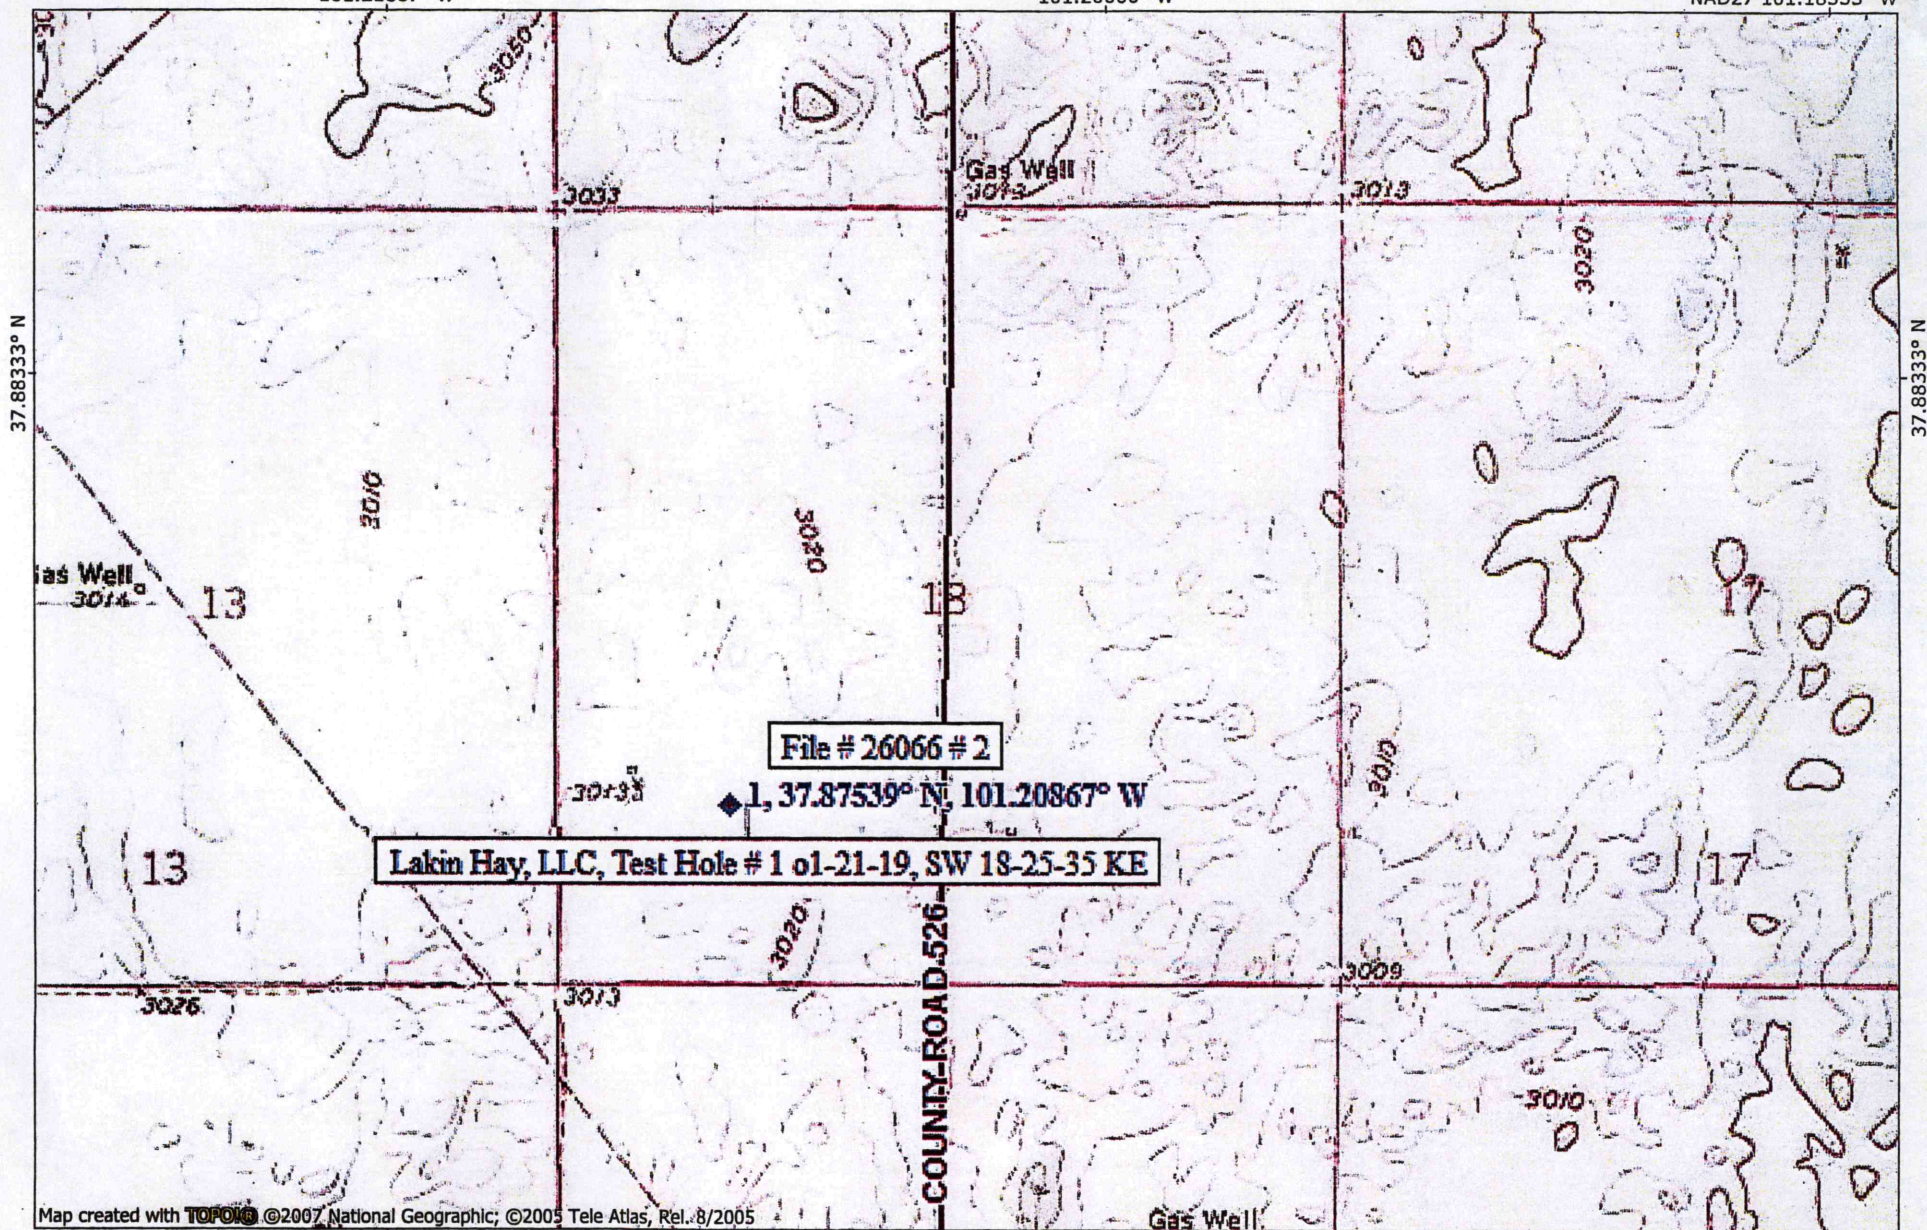 NAD27 101.18333° W
3050
Gas Well
3013
3033
3013
3020
37.88333° N
37.88333° N
3010
3020
Gas Well
3014
13
18
17
File # 26066 # 2
1, 37.87539° N, 101.20867° W
3010
Lakin Hay, LLC, Test Hole # 1 o1-21-19, SW 18-25-35 KE
13
17
3020
COUNTY ROAD 526
3026
3013
3009
3010
Map created with TOPO!® ©2007 National Geographic; ©2005 Tele Atlas, Rel. 8/2005
Gas Well